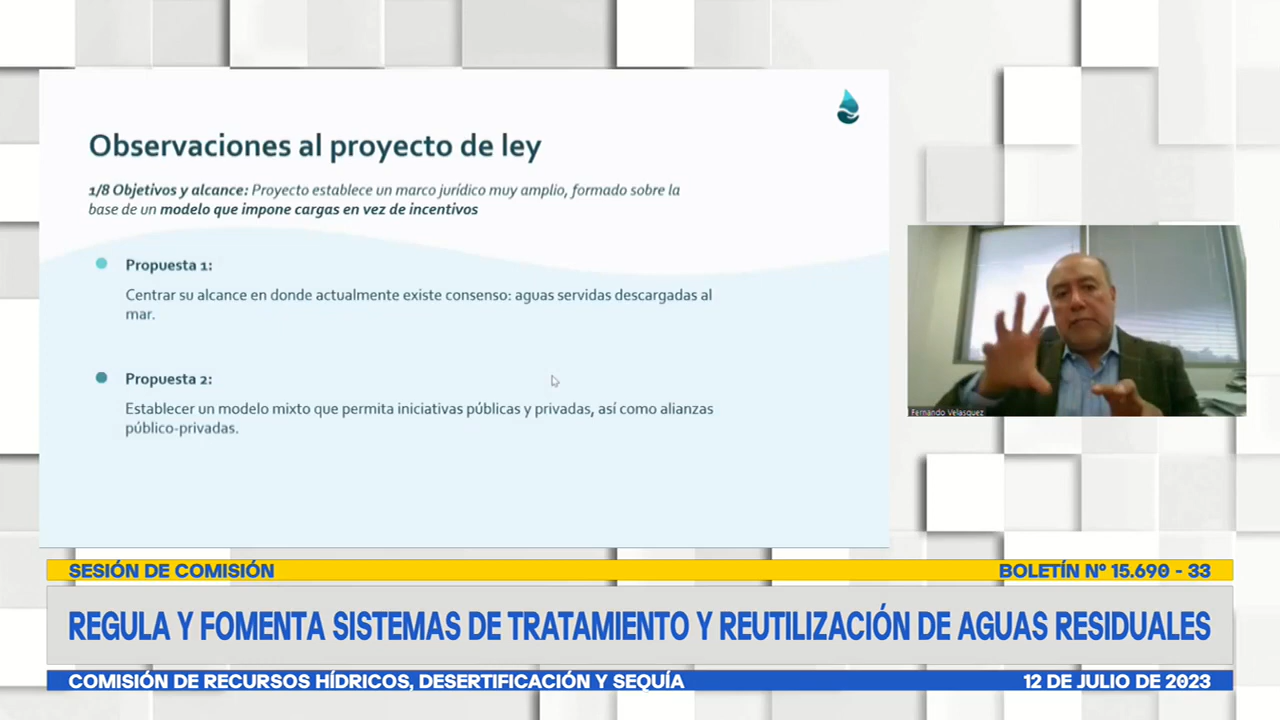 Observaciones al proyecto de ley
1/8 Objetivos y alcance: Proyecto establece un marco jurídico muy amplio, formado sobre la
base de un modelo que impone cargas en vez de incentivos
Propuesta 1:
Centrar su alcance en donde actualmente existe consenso: aguas servidas descargadas al
mar.
Propuesta 2:
Establecer un modelo mixto que permita iniciativas públicas y privadas, así como alianzas
público-privadas.
Fernando Velasquez
SESIÓN DE COMISIÓN
BOLETÍN Nº 15.690 - 33
REGULA Y FOMENTA SISTEMAS DE TRATAMIENTO Y REUTILIZACIÓN DE AGUAS RESIDUALES
COMISIÓN DE RECURSOS HÍDRICOS, DESERTIFICACIÓN Y SEQUÍA
12 DE JULIO DE 2023